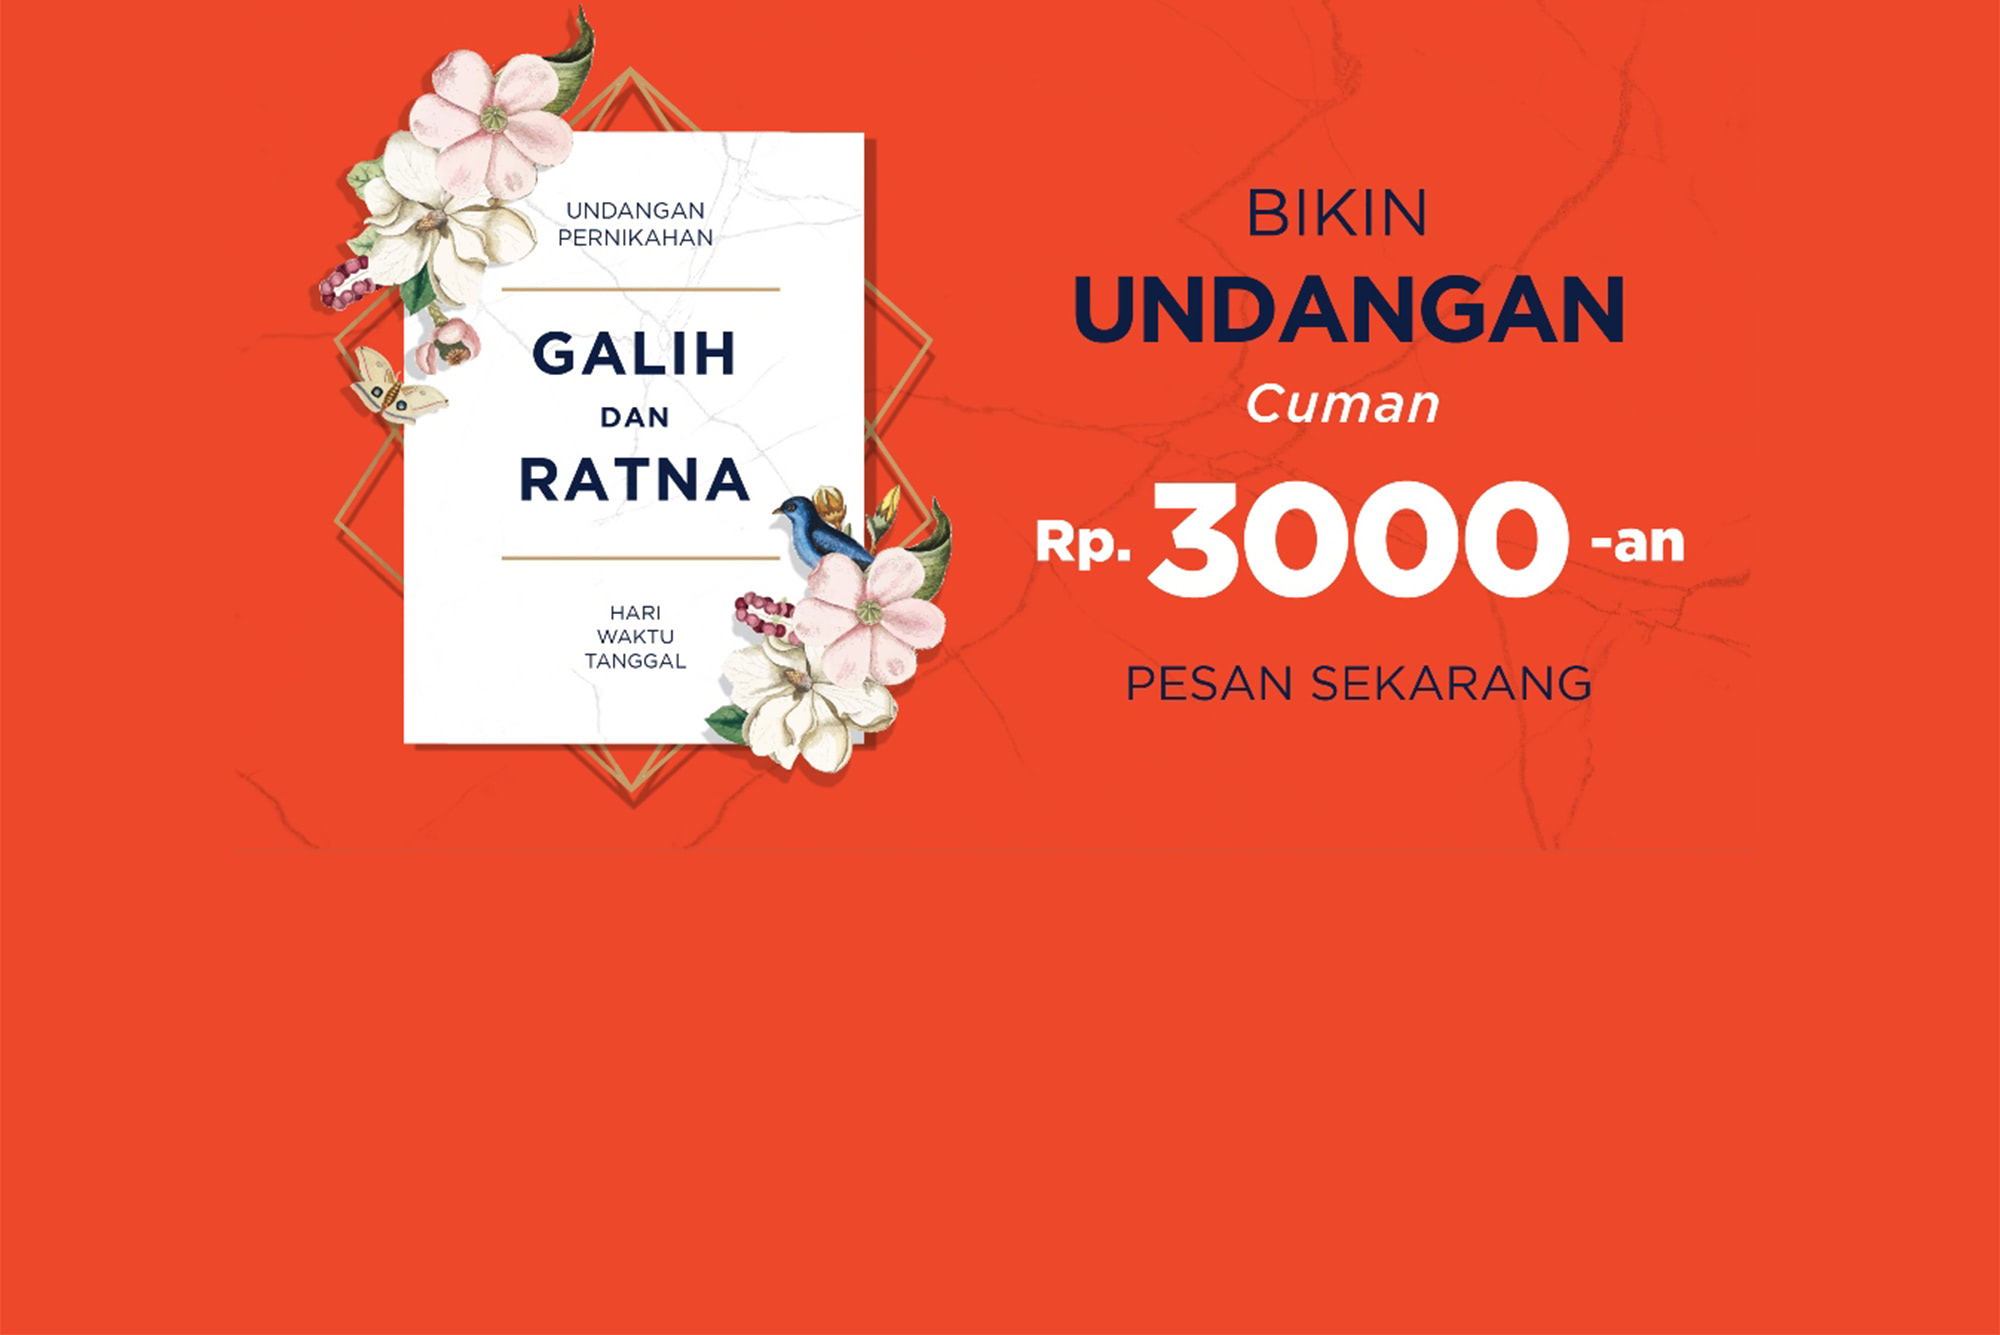 UNDANGAN
PERNIKAHAN
GALIH
DAN
RATNA
HARI
WAKTU
TANGGAL
BIKIN
UNDANGAN
Cuman
Rp. 3000 -an
PESAN SEKARANG